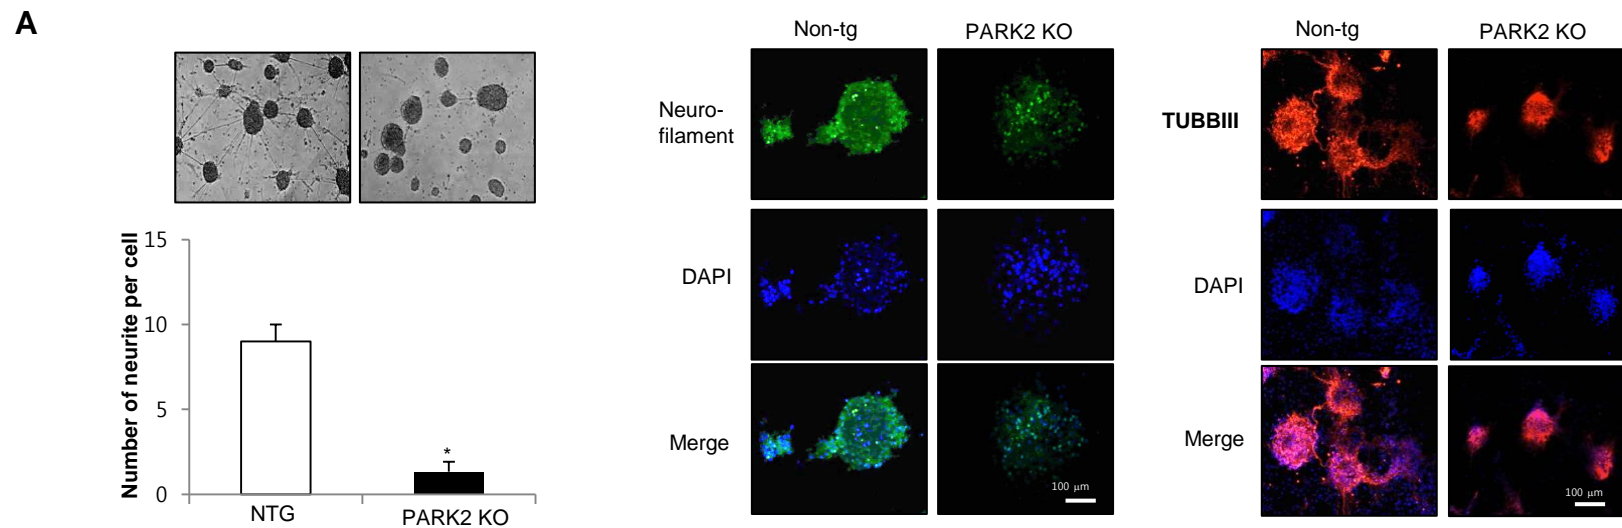 A
Number of neurite per cell
15
10
5
0
*
NTG
PARK2 KO
Non-tg
PARK2 KO
Neuro-
filament
DAPI
Merge
100 μm
Non-tg
PARK2 KO
TUBBIII
DAPI
Merge
100 μm